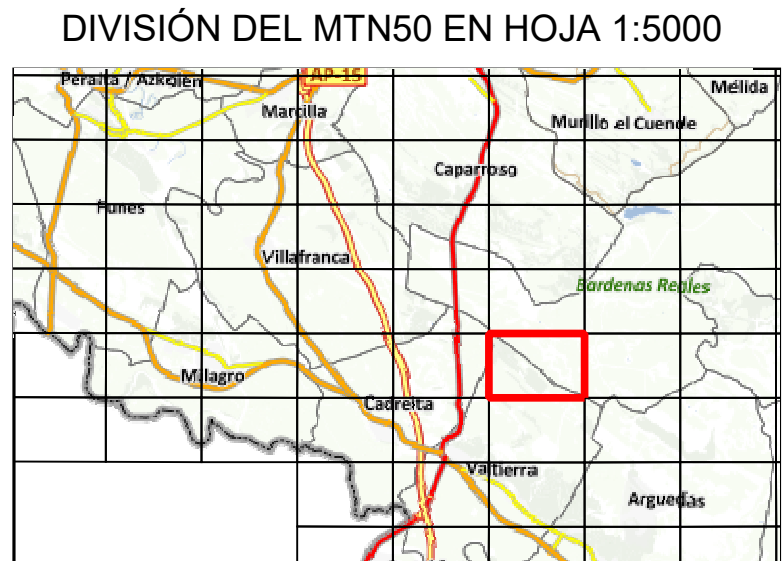 DIVISIÓN DEL MTN50 EN HOJA 1:5000
Peralta / Azkoien
AP-15
Mélida
Marcilla
Murillo el Cuende
Caparroso
Funes
Villafranca
Bardenas Reales
Milagro
Cadreita
Valtierra
Arguedas